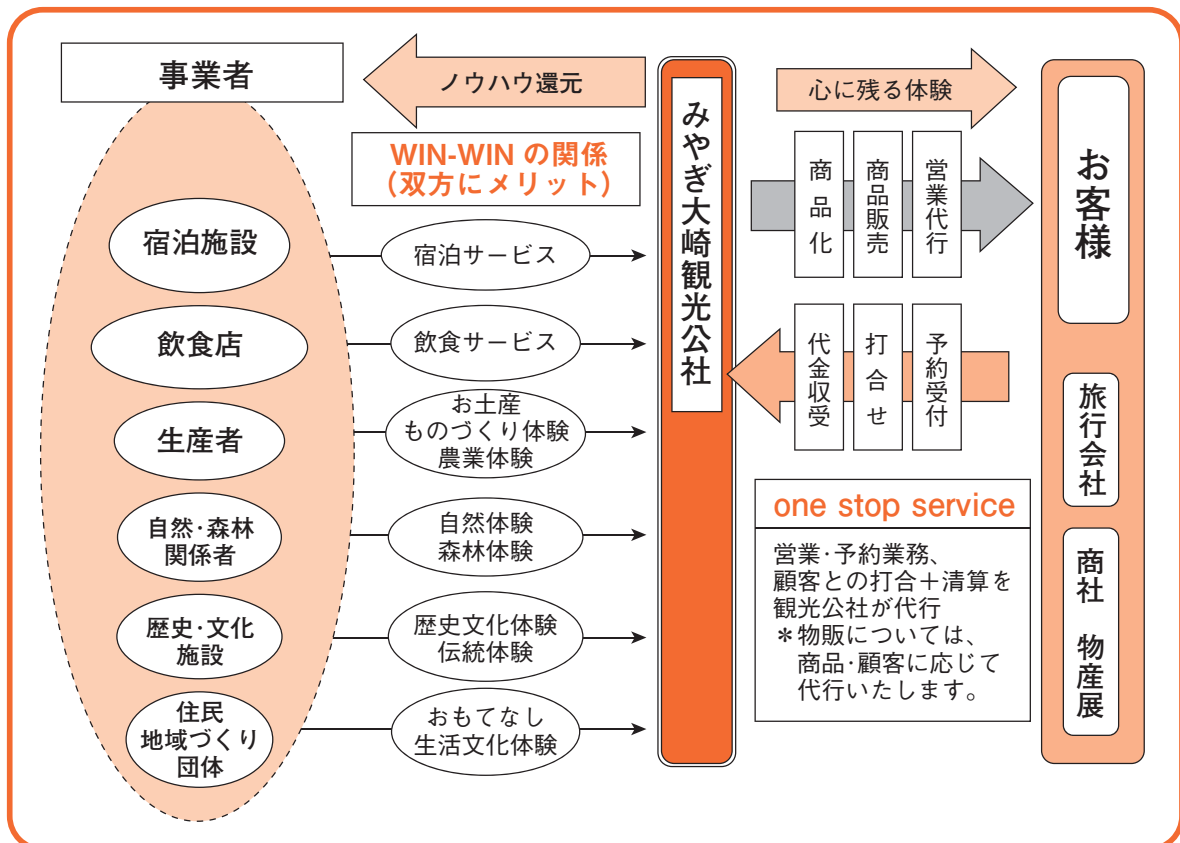 事業者
ノウハウ還元
WIN-WIN の関係
(双方にメリット)
宿泊施設
宿泊サービス
飲食店
飲食サービス
生産者
お土産
ものづくり体験
農業体験
自然・森林
関係者
自然体験
森林体験
歴史・文化
施設
歴史文化体験
伝統体験
住民
地域づくり
団体
おもてなし
生活文化体験
みやぎ大崎観光公社
心に残る体験
商品化
商品販売
営業代行
代金収受
打合せ
予約受付
one stop service
営業・予約業務、
顧客との打合＋清算を
観光公社が代行
＊物販については、
商品・顧客に応じて
代行いたします。
お客様
旅行会社
商社 物産展